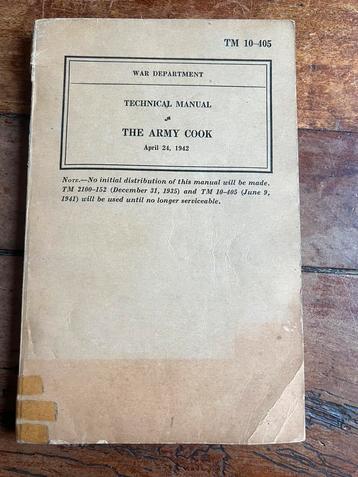 TM 10–405
WAR DEPARTMENT
TECHNICAL MANUAL
THE ARMY COOK
April 24, 1942
NOTE.—No initial distribution of this manual will be made.
TM 2100–152 (December 31, 1935) and TM 10–405 (June 9,
1941) will be used until no longer serviceable.